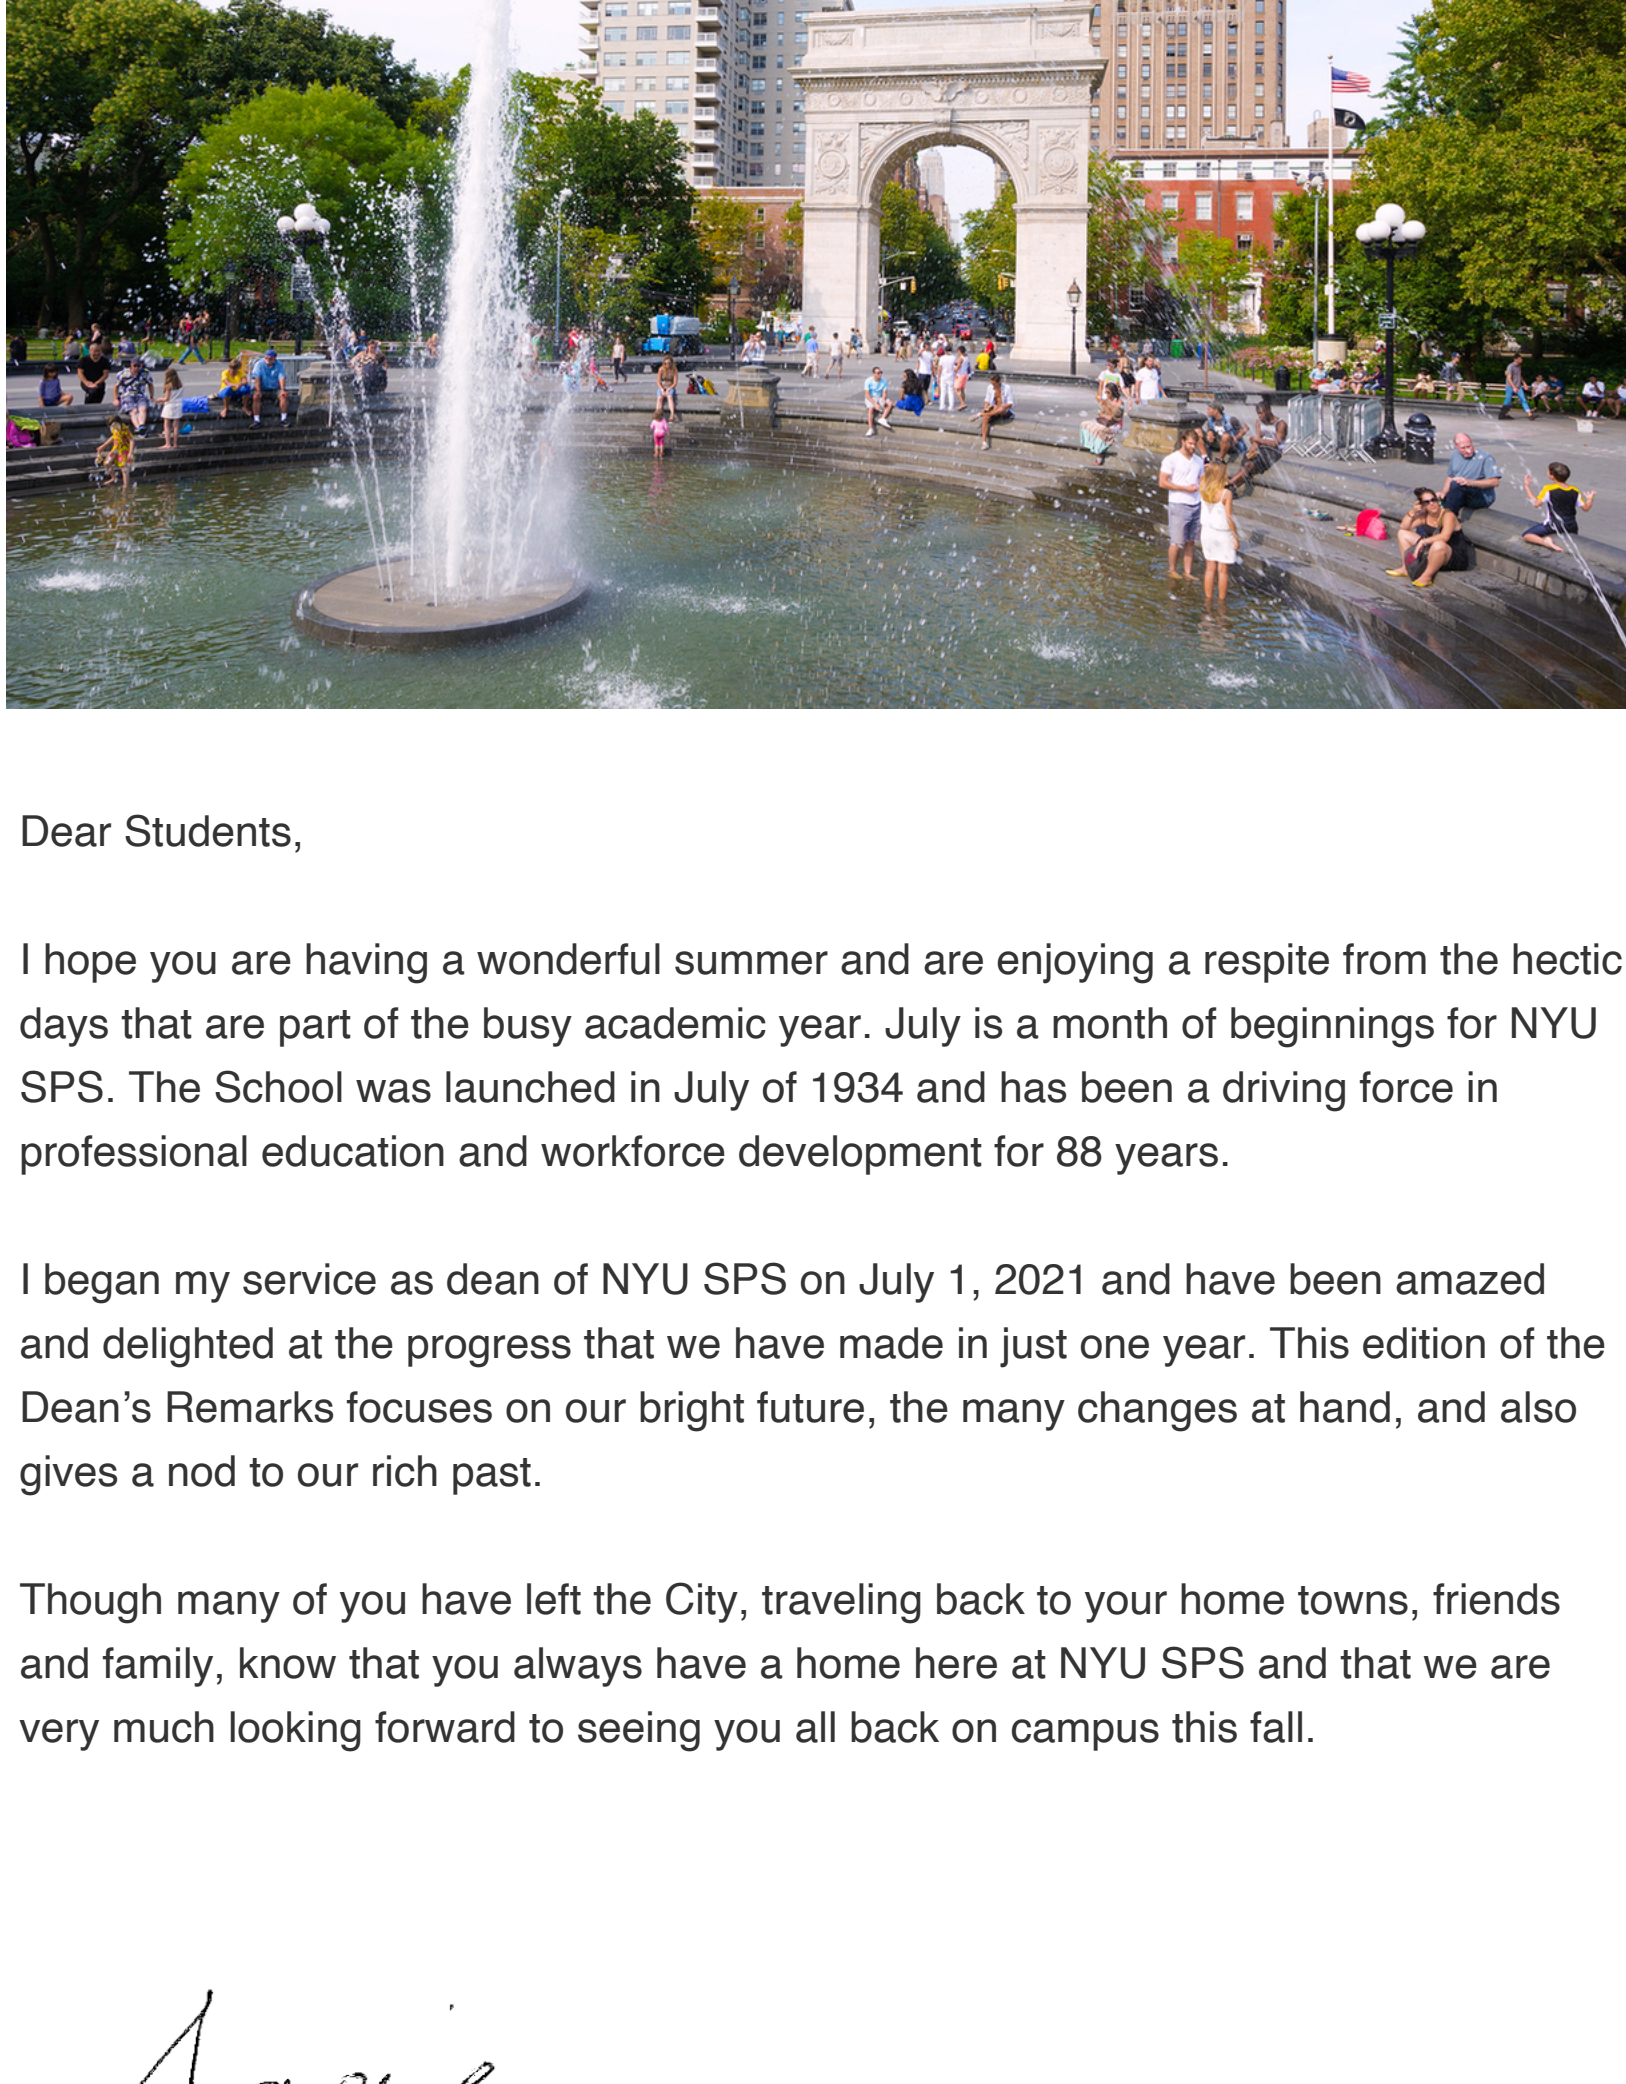 Dear Students,
I hope you are having a wonderful summer and are enjoying a respite from the hectic
days that are part of the busy academic year. July is a month of beginnings for NYU
SPS. The School was launched in July of 1934 and has been a driving force in
professional education and workforce development for 88 years.
I began my service as dean of NYU SPS on July 1, 2021 and have been amazed
and delighted at the progress that we have made in just one year. This edition of the
Dean’s Remarks focuses on our bright future, the many changes at hand, and also
gives a nod to our rich past.
Though many of you have left the City, traveling back to your home towns, friends
and family, know that you always have a home here at NYU SPS and that we are
very much looking forward to seeing you all back on campus this fall.